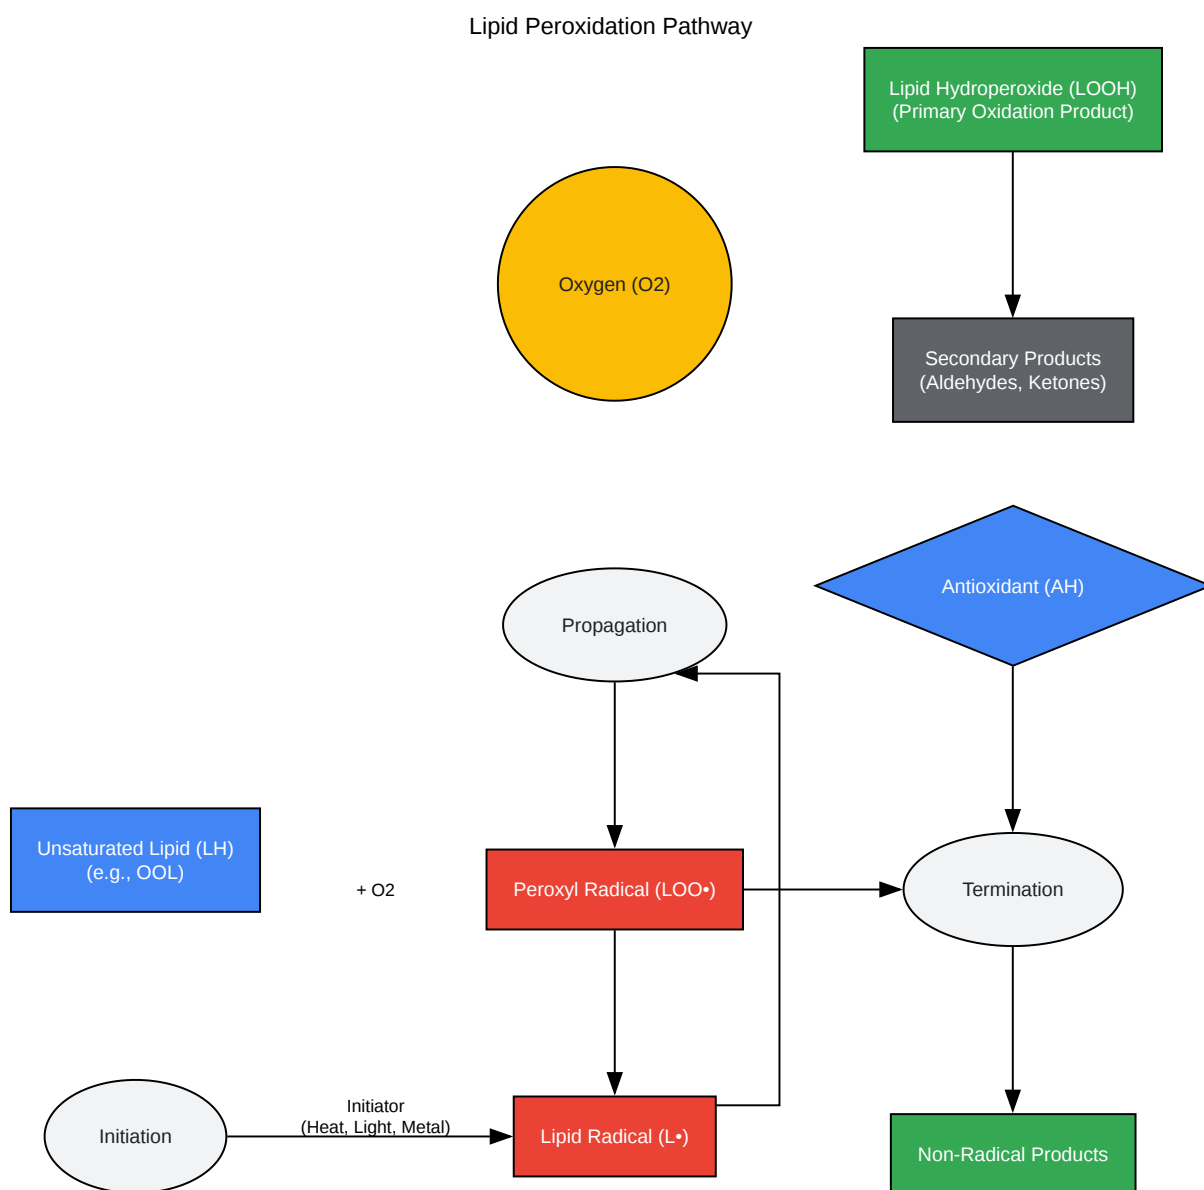 Lipid Peroxidation Pathway
Lipid Hydroperoxide (LOOH)
(Primary Oxidation Product)
Oxygen (O2)
Secondary Products
(Aldehydes, Ketones)
Antioxidant (AH)
Propagation
Unsaturated Lipid (LH)
(e.g., OOL)
+ O2
Peroxyl Radical (LOO•)
Termination
Initiation
Initiator
(Heat, Light, Metal)
Lipid Radical (L•)
Non-Radical Products